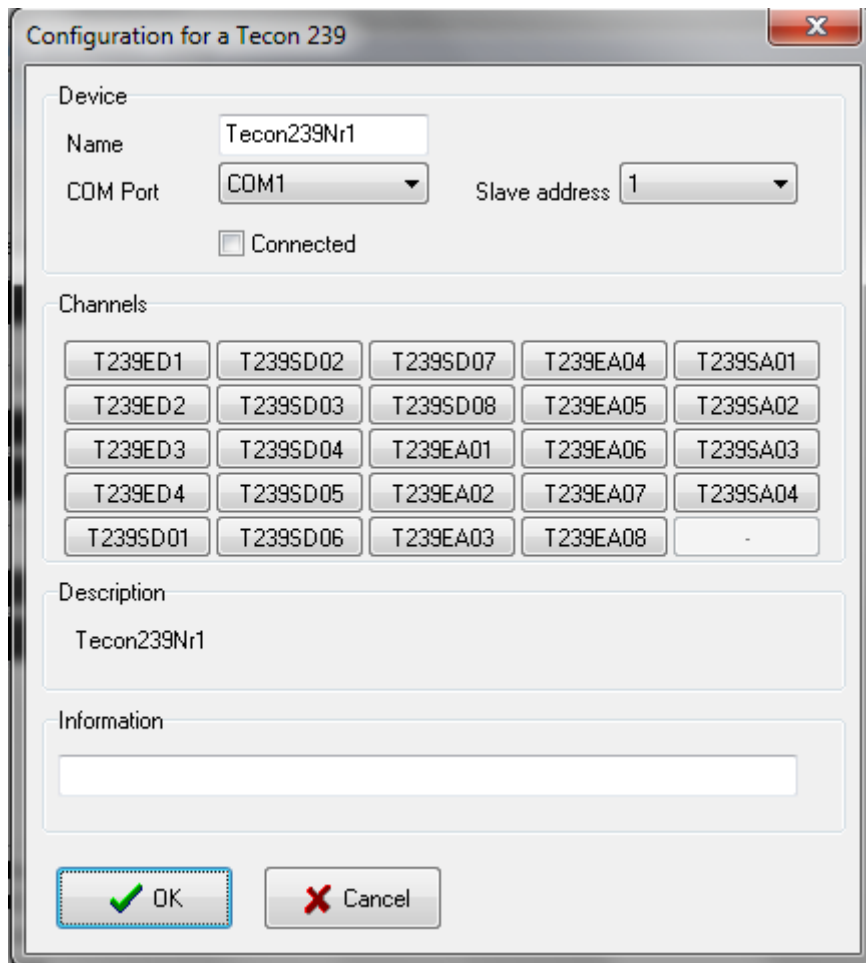 Configuration for a Tecon 239
Device
Name Tecon239Nr1
COM Port COM1 Slave address 1
Connected
Channels
T239ED1 T239SD02 T239SD07 T239EA04 T239SA01
T239ED2 T239SD03 T239SD08 T239EA05 T239SA02
T239ED3 T239SD04 T239EA01 T239EA06 T239SA03
T239ED4 T239SD05 T239EA02 T239EA07 T239SA04
T239SD01 T239SD06 T239EA03 T239EA08 -
Description
Tecon239Nr1
Information
OK Cancel